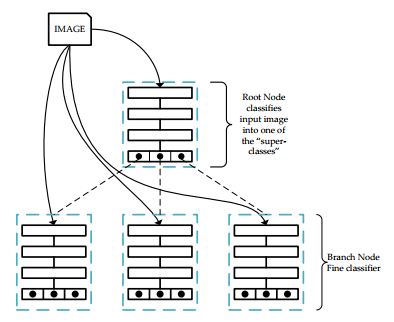 IMAGE
Root Node
classifies
input image
into one of
the "super-
classes"
Branch Node
Fine classifier